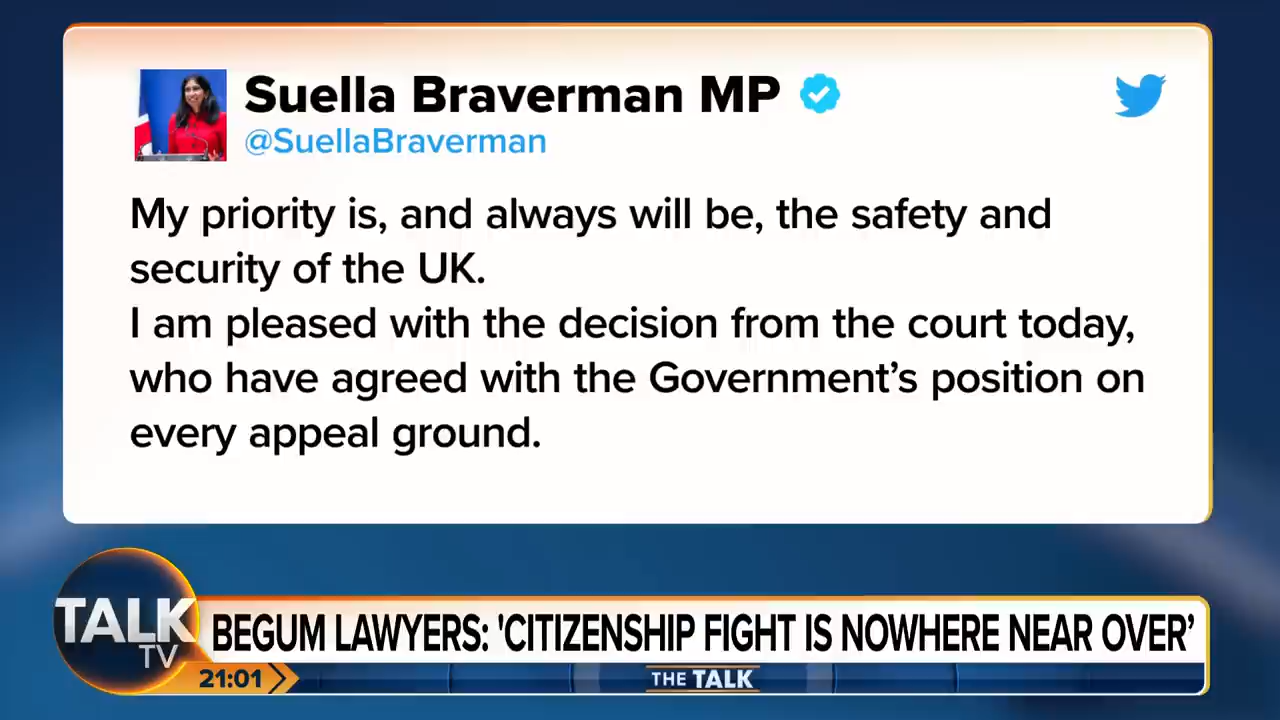 Suella Braverman MP
@SuellaBraverman
My priority is, and always will be, the safety and
security of the UK.
I am pleased with the decision from the court today,
who have agreed with the Government’s position on
every appeal ground.
TALK
TV
BEGUM LAWYERS: 'CITIZENSHIP FIGHT IS NOWHERE NEAR OVER’
21:01
THE TALK